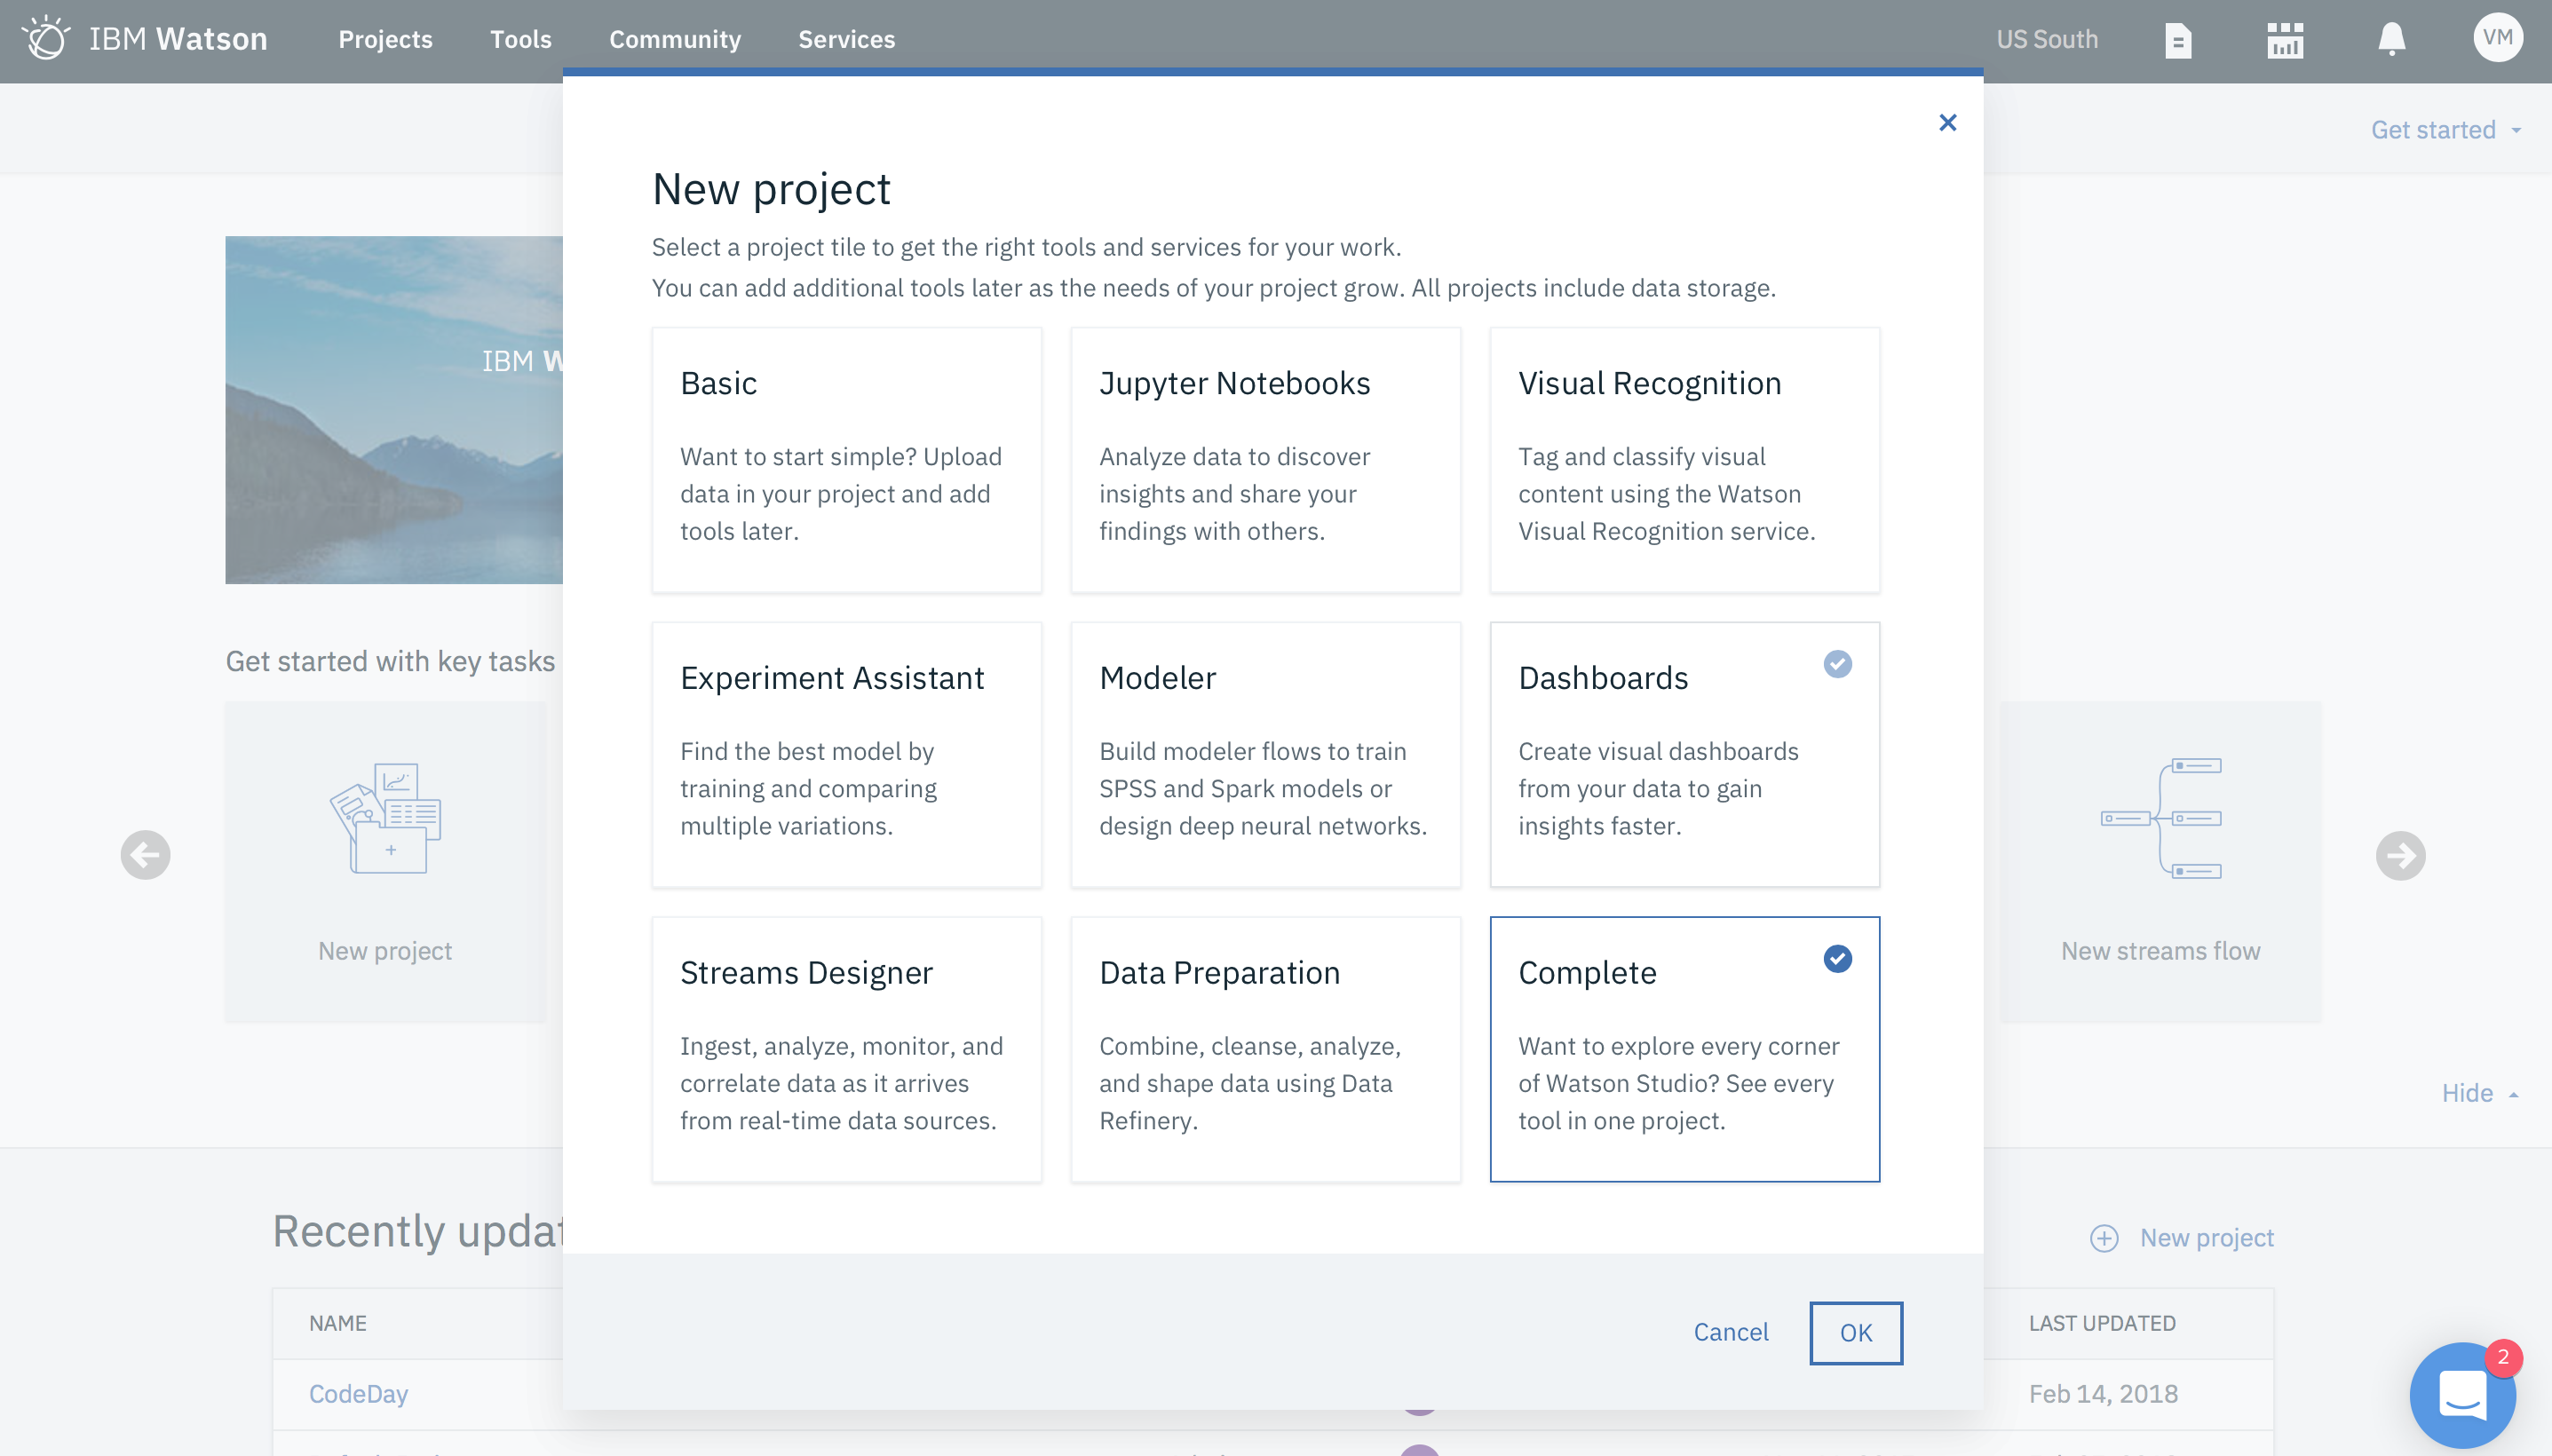 IBM Watson
Projects
Tools
Community
Services
US South
VM
Get started
IBM
New project
Select a project tile to get the right tools and services for your work.
You can add additional tools later as the needs of your project grow. All projects include data storage.
Basic
Want to start simple? Upload
data in your project and add
tools later.
Jupyter Notebooks
Analyze data to discover
insights and share your
findings with others.
Visual Recognition
Tag and classify visual
content using the Watson
Visual Recognition service.
Get started with key tasks
Experiment Assistant
Find the best model by
training and comparing
multiple variations.
Modeler
Build modeler flows to train
SPSS and Spark models or
design deep neural networks.
Dashboards
Create visual dashboards
from your data to gain
insights faster.
New project
New streams flow
Streams Designer
Ingest, analyze, monitor, and
correlate data as it arrives
from real-time data sources.
Data Preparation
Combine, cleanse, analyze,
and shape data using Data
Refinery.
Complete
Want to explore every corner
of Watson Studio? See every
tool in one project.
Hide
Recently updat
New project
NAME
LAST UPDATED
Cancel
OK
CodeDay
Feb 14, 2018
2